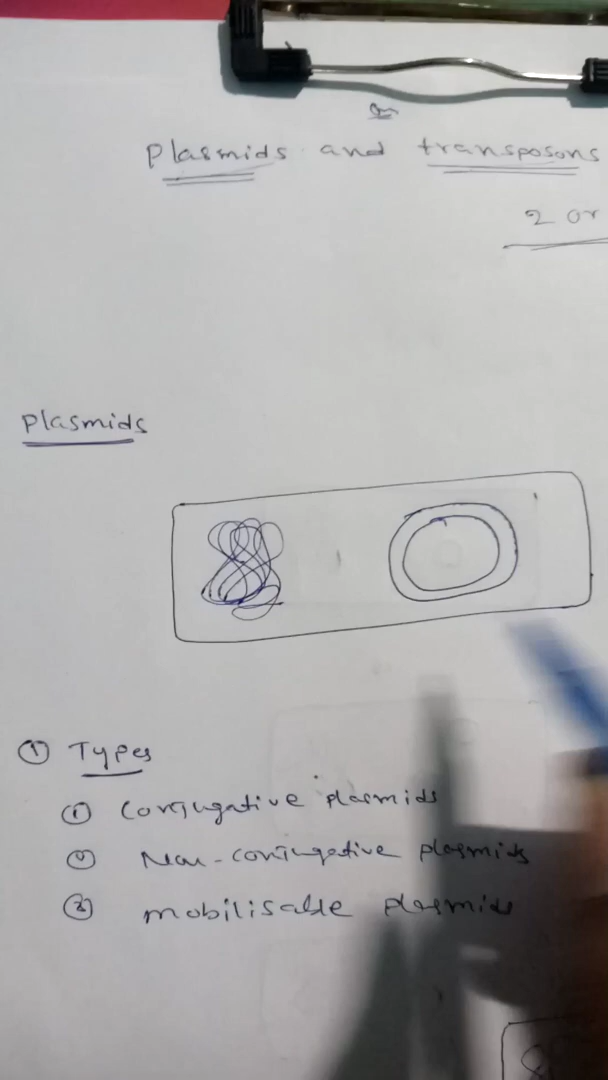 Plasmids and transposons
2 or
Plasmids
① Types
① Conjugative plasmids
② Non-conjugative plasmids
③ mobilisable plasmids